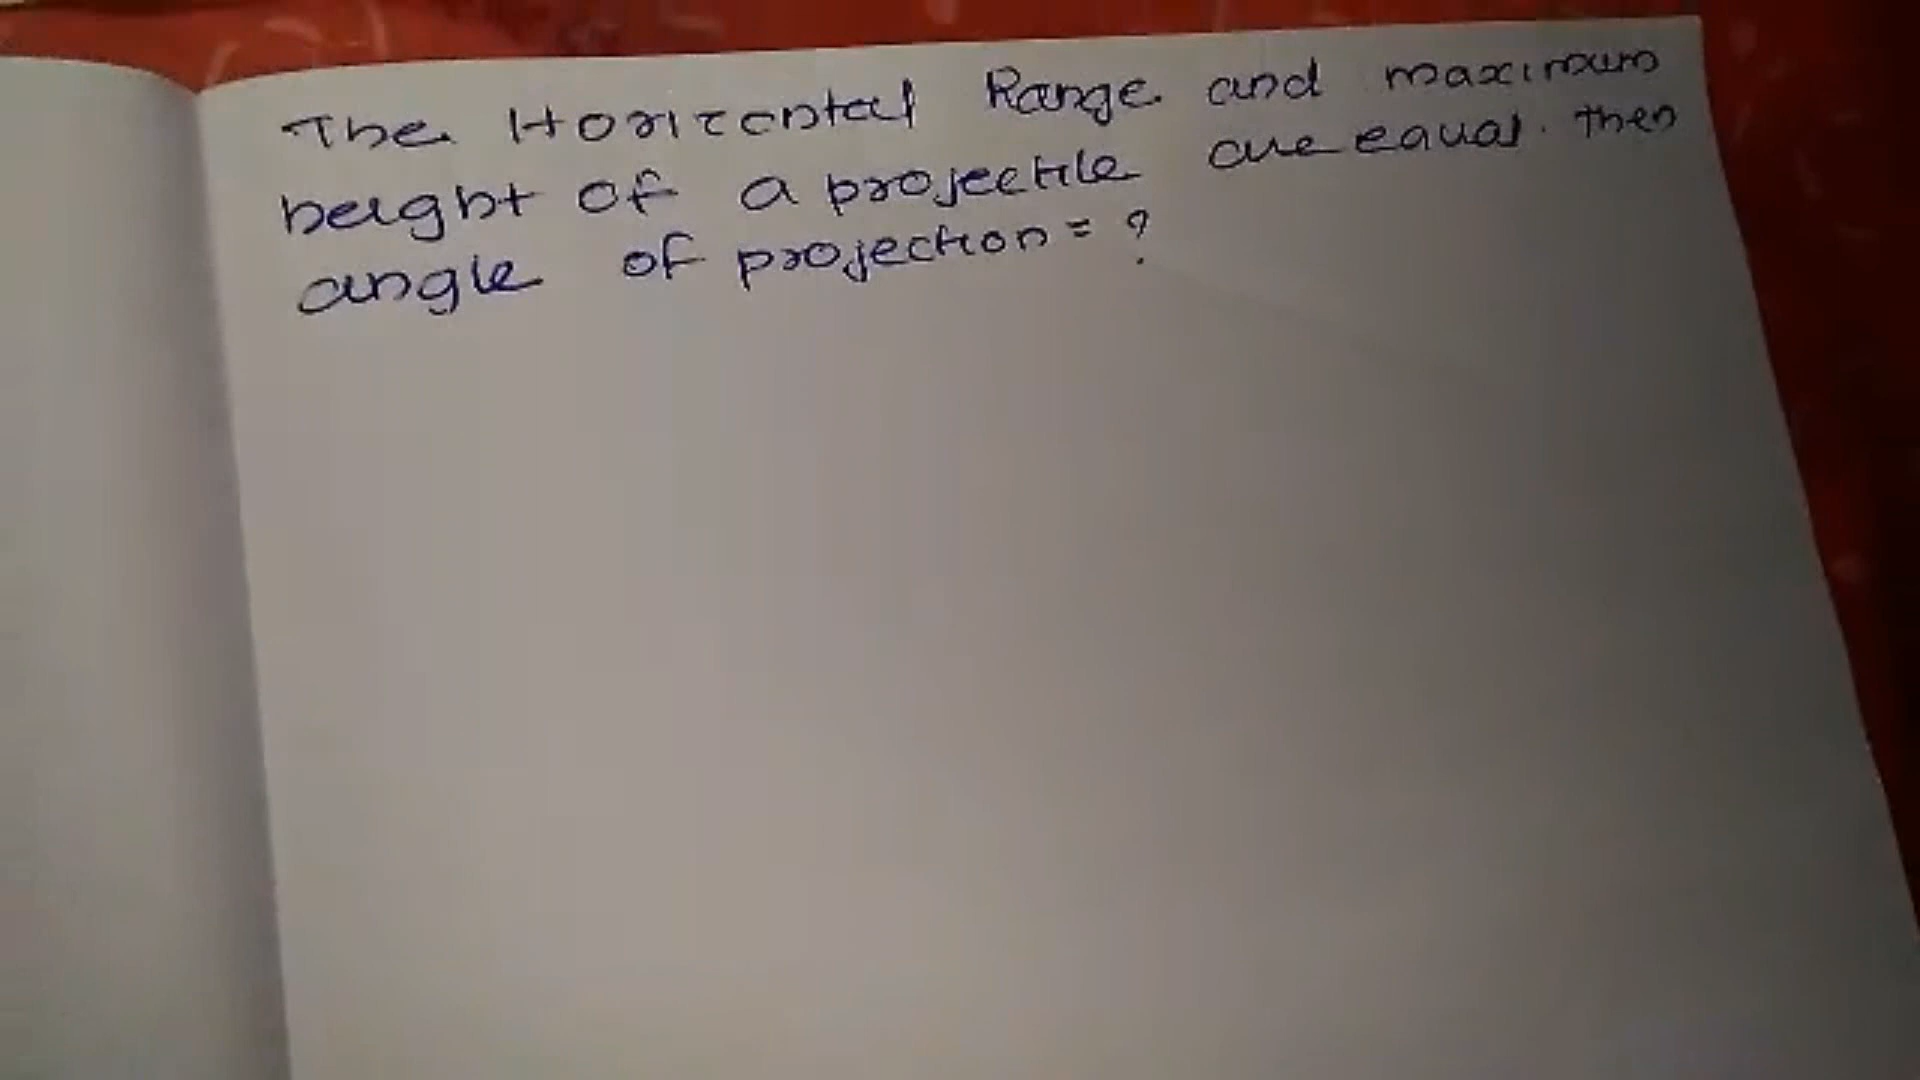 The Horizontal Range and maximum
height of a projectile are equal. then
angle of projection = ?